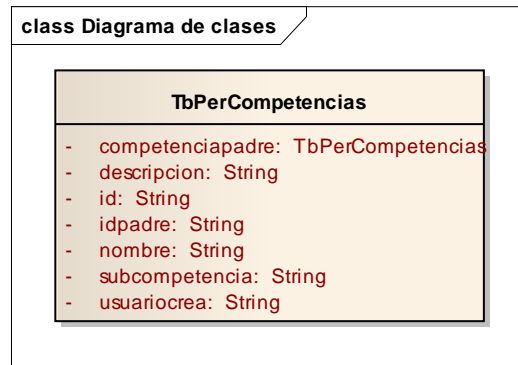 class Diagrama de clases
TbPerCompetencias
- competenciapadre: TbPerCompetencias
- descripcion: String
- id: String
- idpadre: String
- nombre: String
- subcompetencia: String
- usuariocrea: String